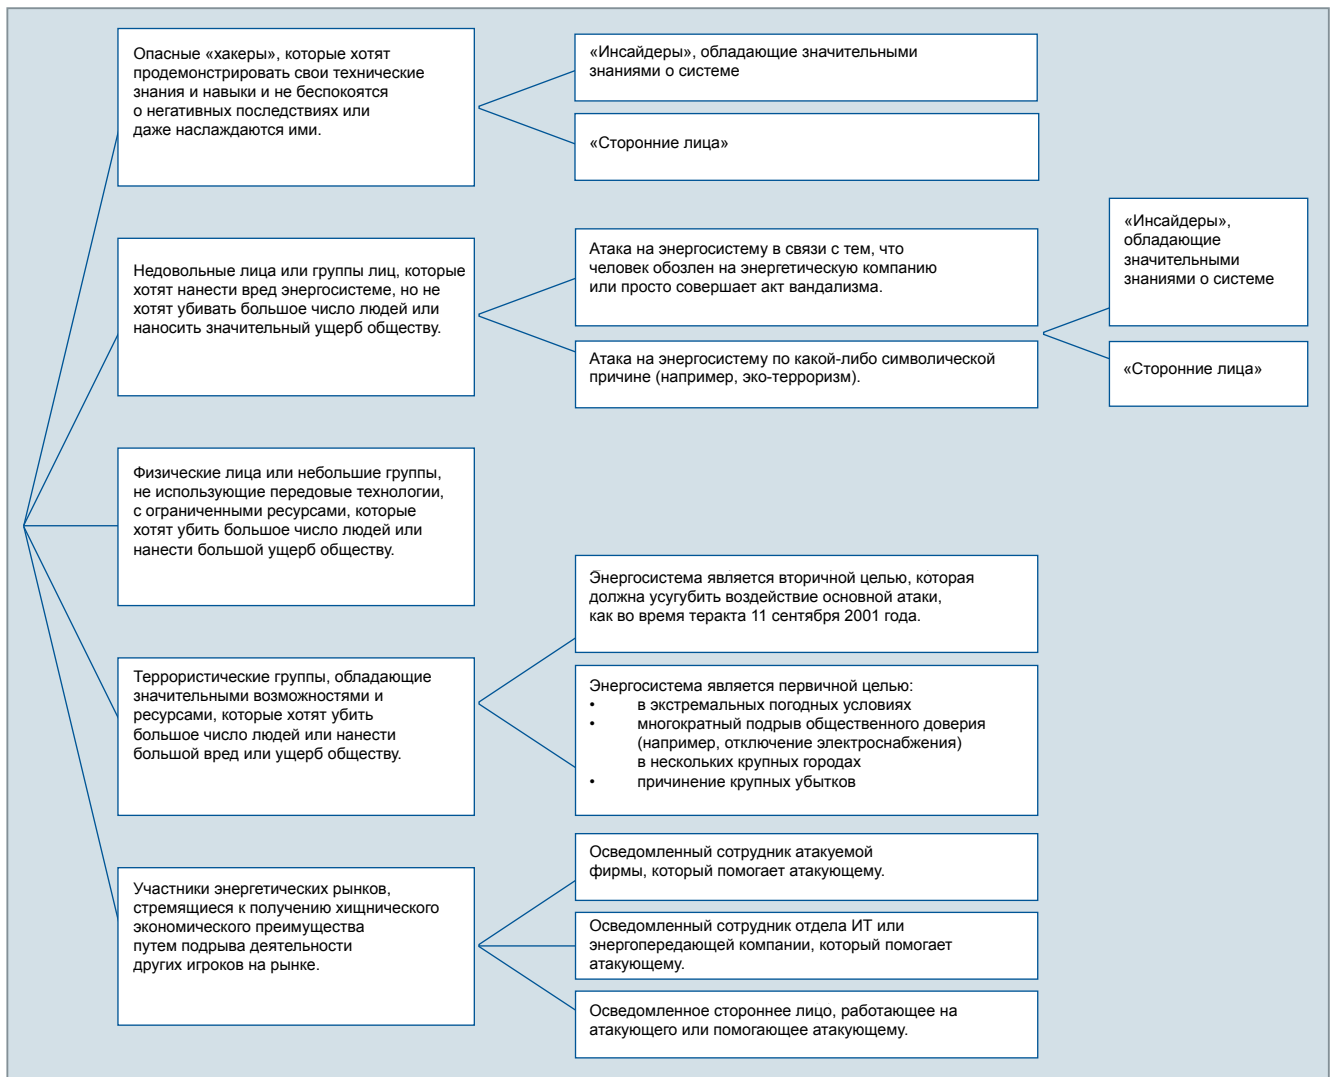 Опасные «хакеры», которые хотят
продемонстрировать свои технические
знания и навыки и не беспокоятся
о негативных последствиях или
даже наслаждаются ими.
«Инсайдеры», обладающие значительными
знаниями о системе
«Сторонние лица»
Недовольные лица или группы лиц, которые
хотят нанести вред энергосистеме, но не
хотят убивать большое число людей или
наносить значительный ущерб обществу.
Атака на энергосистему в связи с тем, что
человек обозлен на энергетическую компанию
или просто совершает акт вандализма.
Атака на энергосистему по какой-либо символической
причине (например, эко-терроризм).
«Инсайдеры»,
обладающие
значительными
знаниями о системе
«Сторонние лица»
Физические лица или небольшие группы,
не использующие передовые технологии,
с ограниченными ресурсами, которые
хотят убить большое число людей или
нанести большой ущерб обществу.
Террористические группы, обладающие
значительными возможностями и
ресурсами, которые хотят убить
большое число людей или нанести
большой вред или ущерб обществу.
Энергосистема является вторичной целью, которая
должна усугубить воздействие основной атаки,
как во время теракта 11 сентября 2001 года.
Энергосистема является первичной целью:
• в экстремальных погодных условиях
• многократный подрыв общественного доверия
(например, отключение электроснабжения)
в нескольких крупных городах
• причинение крупных убытков
Участники энергетических рынков,
стремящиеся к получению хищнического
экономического преимущества
путем подрыва деятельности
других игроков на рынке.
Осведомленный сотрудник атакуемой
фирмы, который помогает атакующему.
Осведомленный сотрудник отдела ИТ или
энергопередающей компании, который помогает
атакующему.
Осведомленное стороннее лицо, работающее на
атакующего или помогающее атакующему.